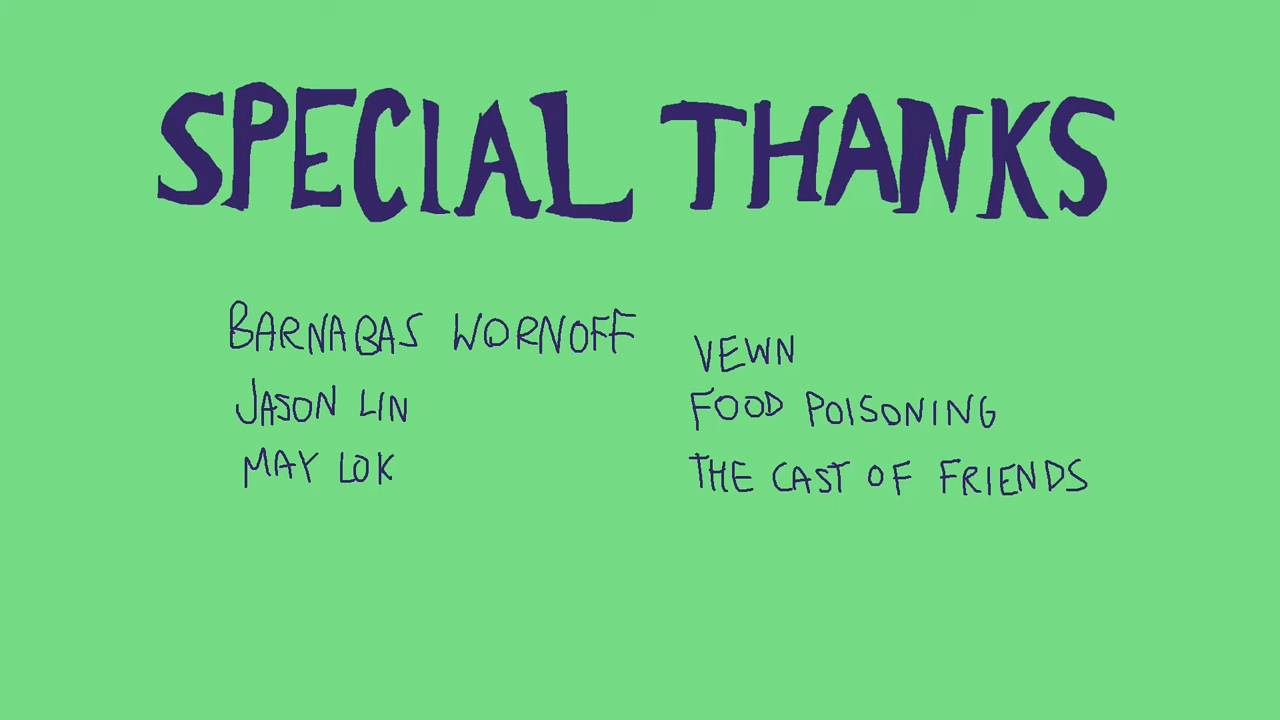 SPECIAL THANKS
BARNABAS WORNOFF
JASON LIN
MAY LOK
VEWN
FOOD POISONING
THE CAST OF FRIENDS